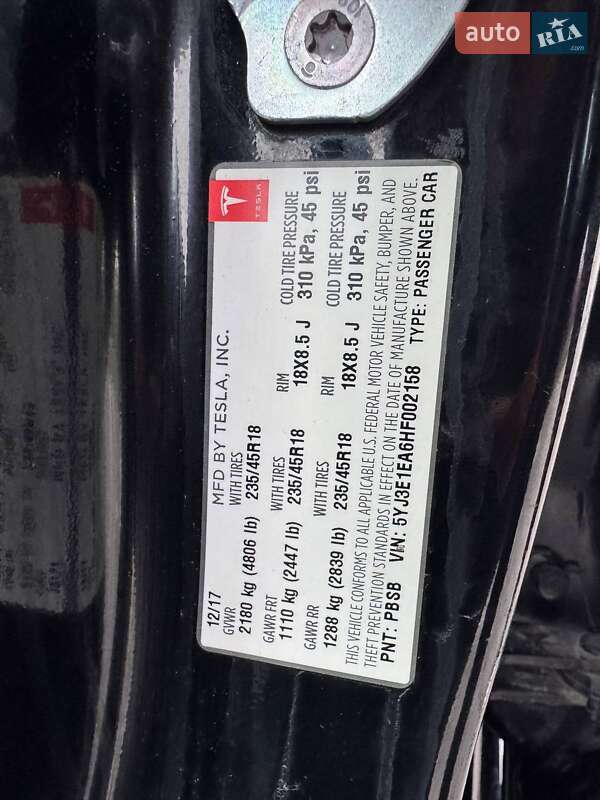 auto RIA.com
TESLA
MFD BY TESLA, INC.
12/17
GVWR WITH TIRES RIM COLD TIRE PRESSURE
2180 kg (4806 lb) 235/45R18 18X8.5 J 310 kPa, 45 psi
GAWR FRT WITH TIRES RIM COLD TIRE PRESSURE
1110 kg (2447 lb) 235/45R18 18X8.5 J 310 kPa, 45 psi
GAWR RR
1288 kg (2839 lb) 235/45R18
THIS VEHICLE CONFORMS TO ALL APPLICABLE U.S. FEDERAL MOTOR VEHICLE SAFETY, BUMPER, AND
THEFT PREVENTION STANDARDS IN EFFECT ON THE DATE OF MANUFACTURE SHOWN ABOVE.
PNT: PBSB VIN: 5YJ3E1EA6HF002158 TYPE: PASSENGER CAR